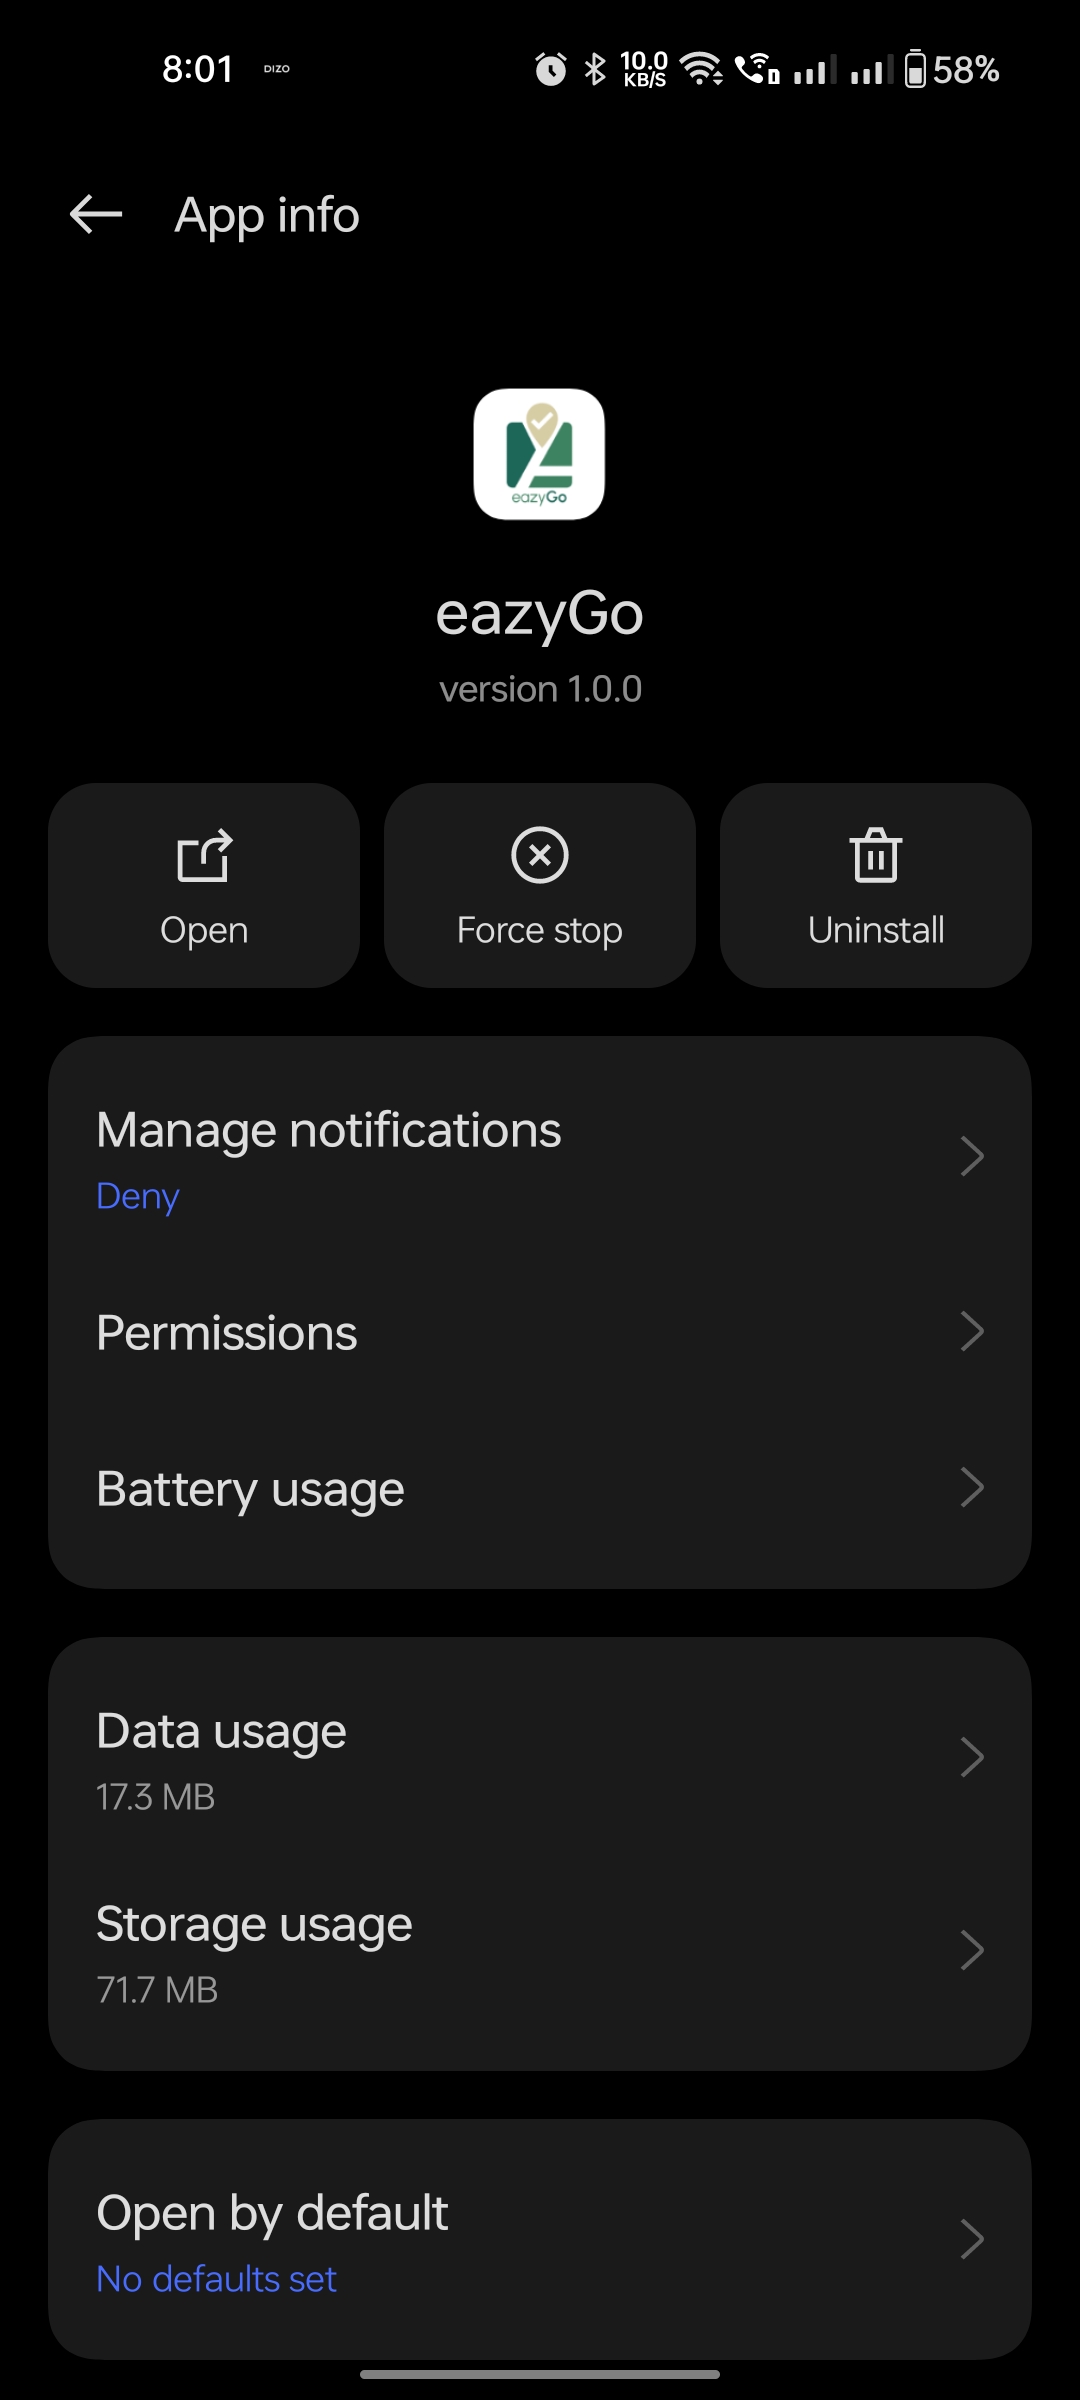 8:01 DIZO 10.0 KB/S 58%
App info
eazyGo
eazyGo
version 1.0.0
Open Force stop Uninstall
Manage notifications
Deny
Permissions
Battery usage
Data usage
17.3 MB
Storage usage
71.7 MB
Open by default
No defaults set